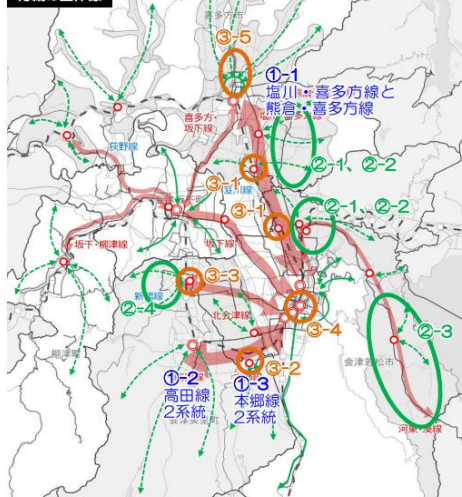 喜多方市
③-5
①-1
塩川・喜多方線と
熊倉・喜多方線
喜多方・
坂下線
荻野線
②-1、②-2
③-1
笈川線
③-1
②-1、②-2
坂下・柳津線
坂下線
③-3
新鶴線
②-4
北会津線
③-4
②-3
柳津町
会津若松市
③-2
①-2
高田線
2系統
①-3
本郷線
2系統
会津美里町
河東・湊線